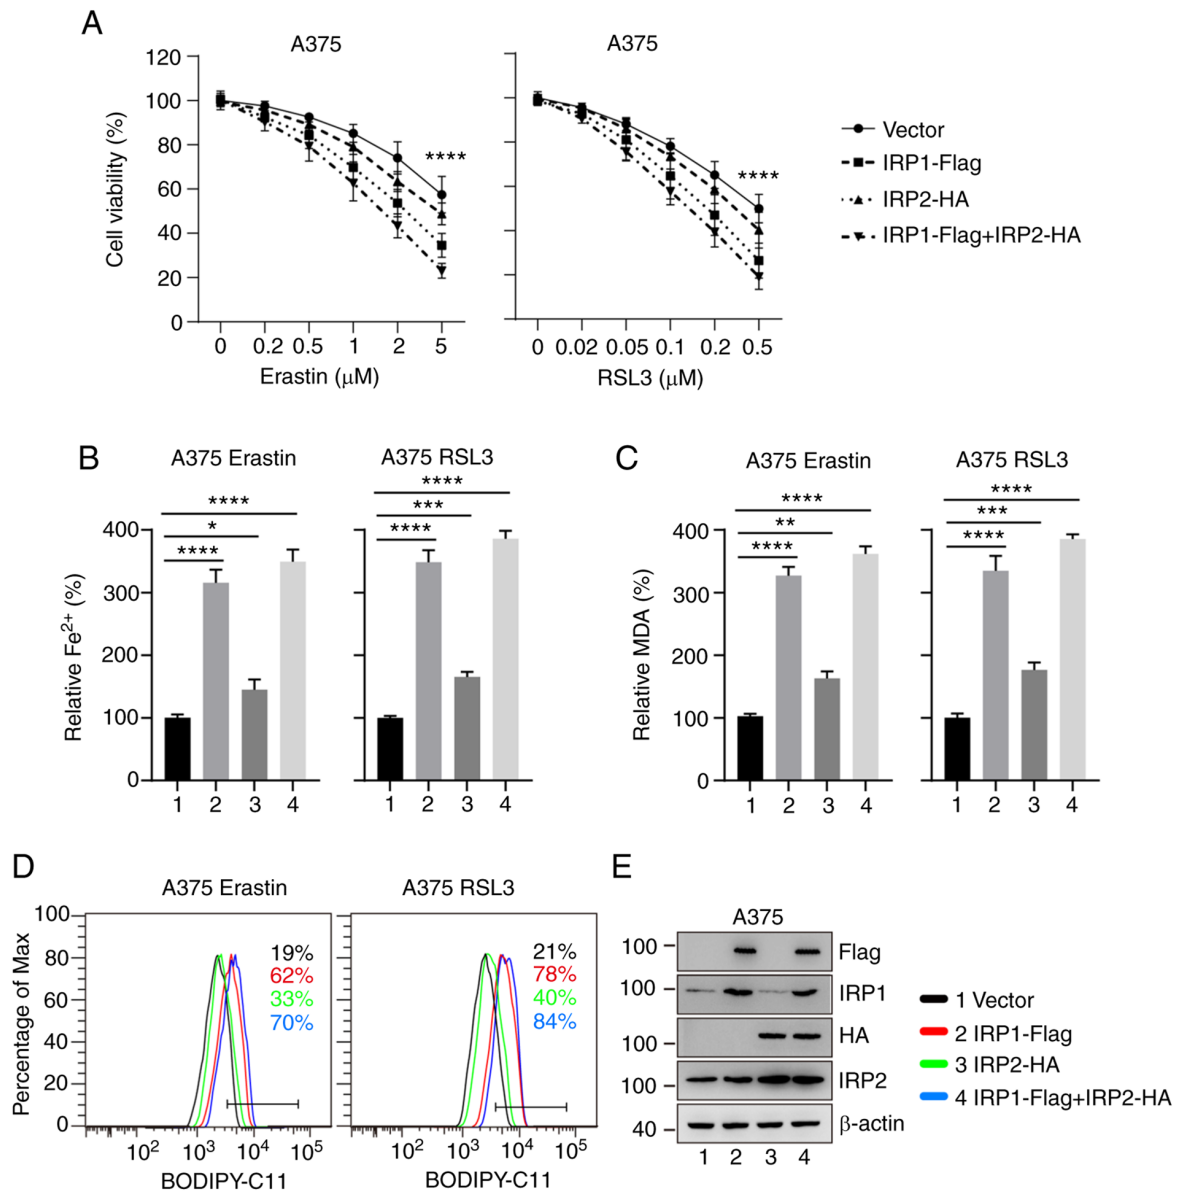 A
A375
A375
120
100
80
60
40
20
0
Cell viability (%)
****
****
0 0.2 0.5 1 2 5
0 0.02 0.05 0.1 0.2 0.5
Erastin (μM)
RSL3 (μM)
Vector
IRP1-Flag
IRP2-HA
IRP1-Flag+IRP2-HA
B
A375 Erastin
A375 RSL3
****
*
****
****
***
****
400
300
200
100
0
Relative Fe²⁺ (%)
1 2 3 4
1 2 3 4
C
A375 Erastin
A375 RSL3
****
**
****
****
***
****
400
300
200
100
0
Relative MDA (%)
1 2 3 4
1 2 3 4
D
A375 Erastin
A375 RSL3
100
80
60
40
20
0
Percentage of Max
19%
62%
33%
70%
21%
78%
40%
84%
10² 10³ 10⁴ 10⁵
10² 10³ 10⁴ 10⁵
BODIPY-C11
BODIPY-C11
E
A375
100 Flag
100 IRP1
100 HA
100 IRP2
40 β-actin
1 2 3 4
1 Vector
2 IRP1-Flag
3 IRP2-HA
4 IRP1-Flag+IRP2-HA